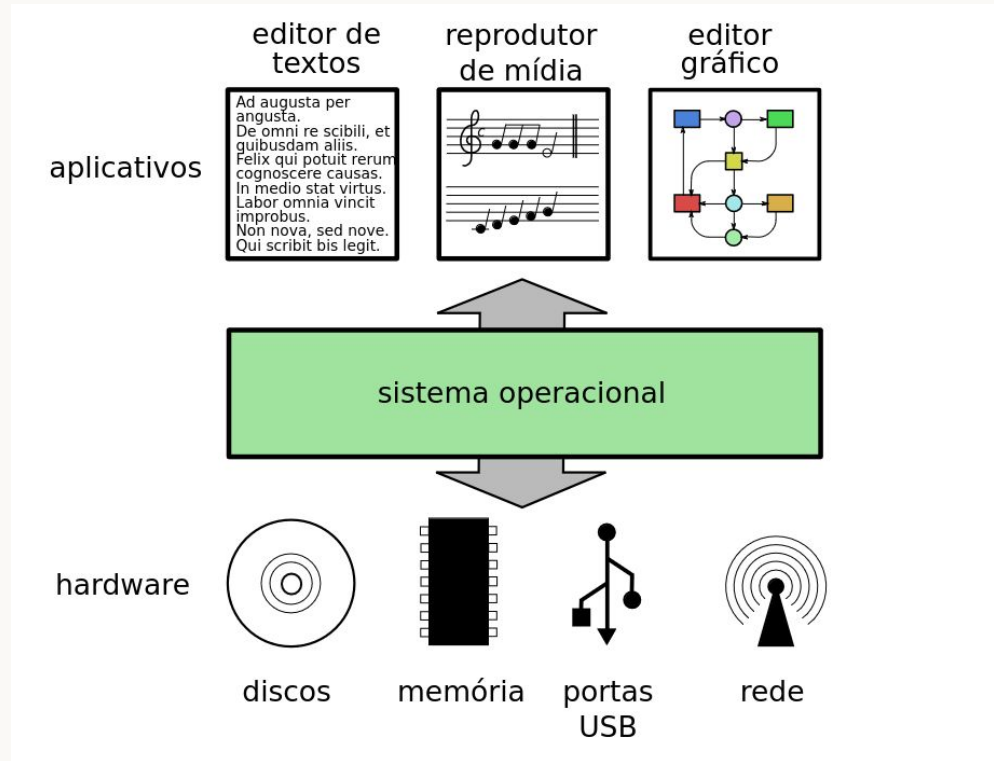 editor de
textos
reprodutor
de mídia
editor
gráfico
aplicativos
Ad augusta per
angusta.
De omni re scibili, et
quibusdam aliis.
Felix qui potuit rerum
cognoscere causas.
In medio stat virtus.
Labor omnia vincit
improbus.
Non nova, sed nove.
Qui scribit bis legit.
sistema operacional
hardware
discos
memória
portas
USB
rede